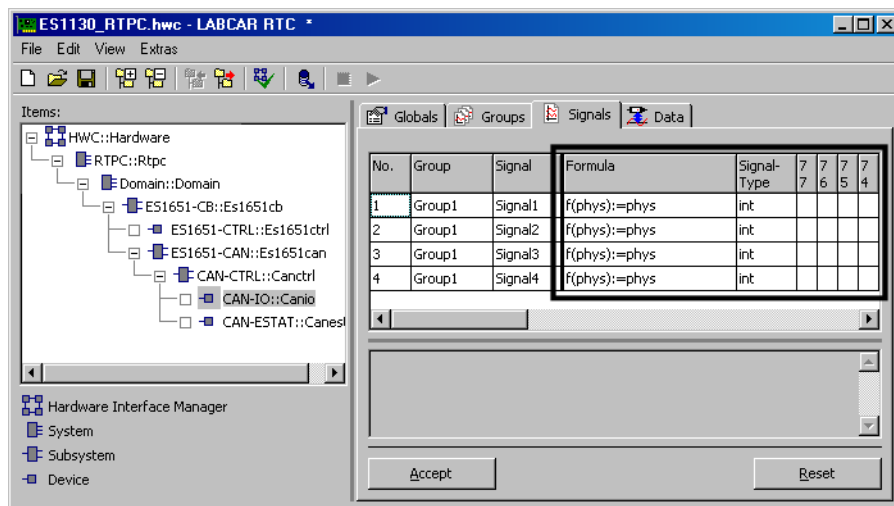 ES1130_RTPC.hwc - LABCAR RTC *
File Edit View Extras
Items:
HWC::Hardware
RTPC::Rtpc
Domain::Domain
ES1651-CB::Es1651cb
ES1651-CTRL::Es1651ctrl
ES1651-CAN::Es1651can
CAN-CTRL::Canctrl
CAN-IO::Canio
CAN-ESTAT::Canes
Hardware Interface Manager
System
Subsystem
Device
Globals Groups Signals Data
No. Group Signal Formula Signal- 7 7 7 7
Type 7 6 5 4
1 Group1 Signal1 f(phys):=phys int
2 Group1 Signal2 f(phys):=phys int
3 Group1 Signal3 f(phys):=phys int
4 Group1 Signal4 f(phys):=phys int
Accept Reset